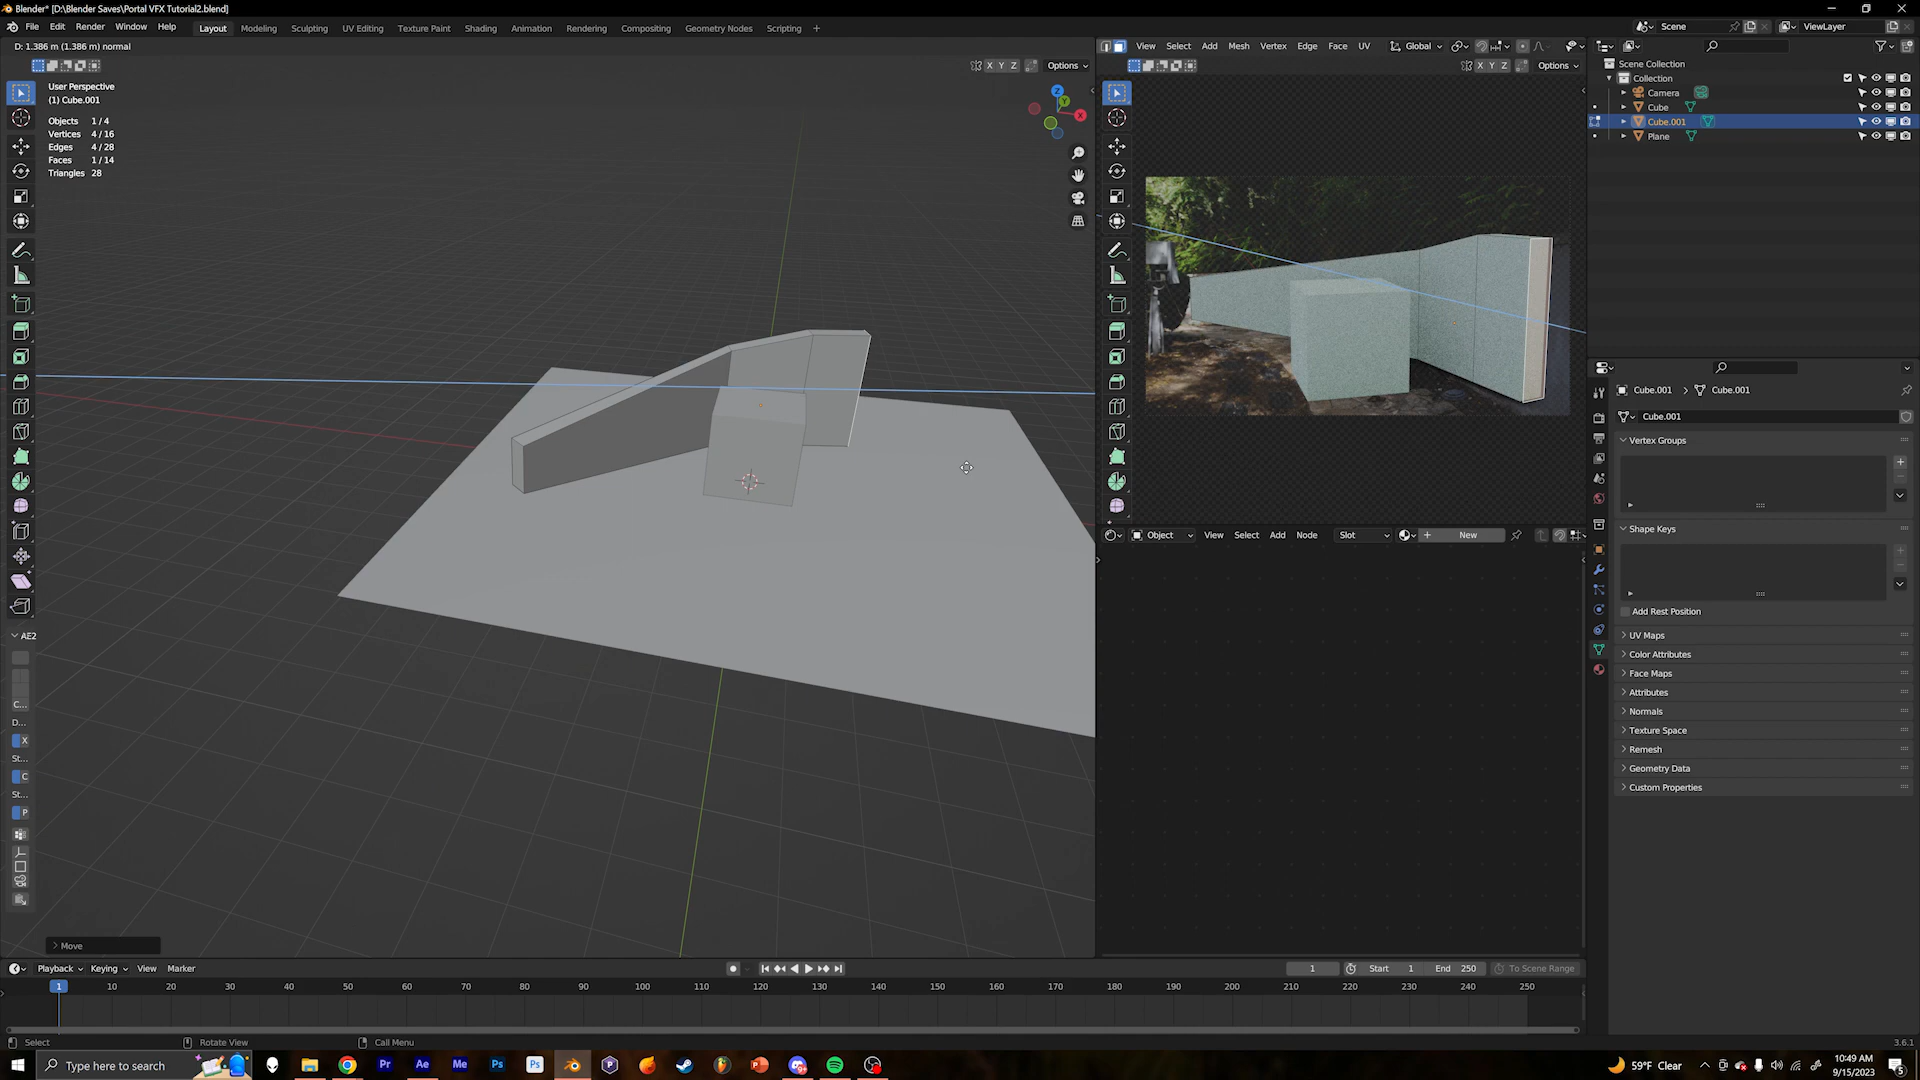 Blender* [D:\Blender Saves\Portal VFX Tutorial2.blend]
File Edit Render Window Help Layout Modeling Sculpting UV Editing Texture Paint Shading Animation Rendering Compositing Geometry Nodes Scripting + Scene ViewLayer
D: 1.386 m (1.386 m) normal
View Select Add Mesh Vertex Edge Face UV Global
X Y Z Options
X Y Z Options
User Perspective
(1) Cube.001
Objects 1 / 4
Vertices 4 / 16
Edges 4 / 28
Faces 1 / 14
Triangles 28
Z
Y
X
Scene Collection
Collection
Camera
Cube
Cube.001
Plane
Cube.001 > Cube.001
Cube.001
Vertex Groups
Shape Keys
Add Rest Position
UV Maps
Color Attributes
Face Maps
Attributes
Normals
Texture Space
Remesh
Geometry Data
Custom Properties
Object View Select Add Node Slot New
AE2
C...
D...
X
St...
C
St...
P
Move
Playback Keying View Marker 1 Start 1 End 250 To Scene Range
1 10 20 30 40 50 60 70 80 90 100 110 120 130 140 150 160 170 180 190 200 210 220 230 240 250
Select Rotate View Call Menu 3.6.1
Type here to search Pr Ae Me Ps Ps P 59°F Clear 10:49 AM
9/15/2023 5